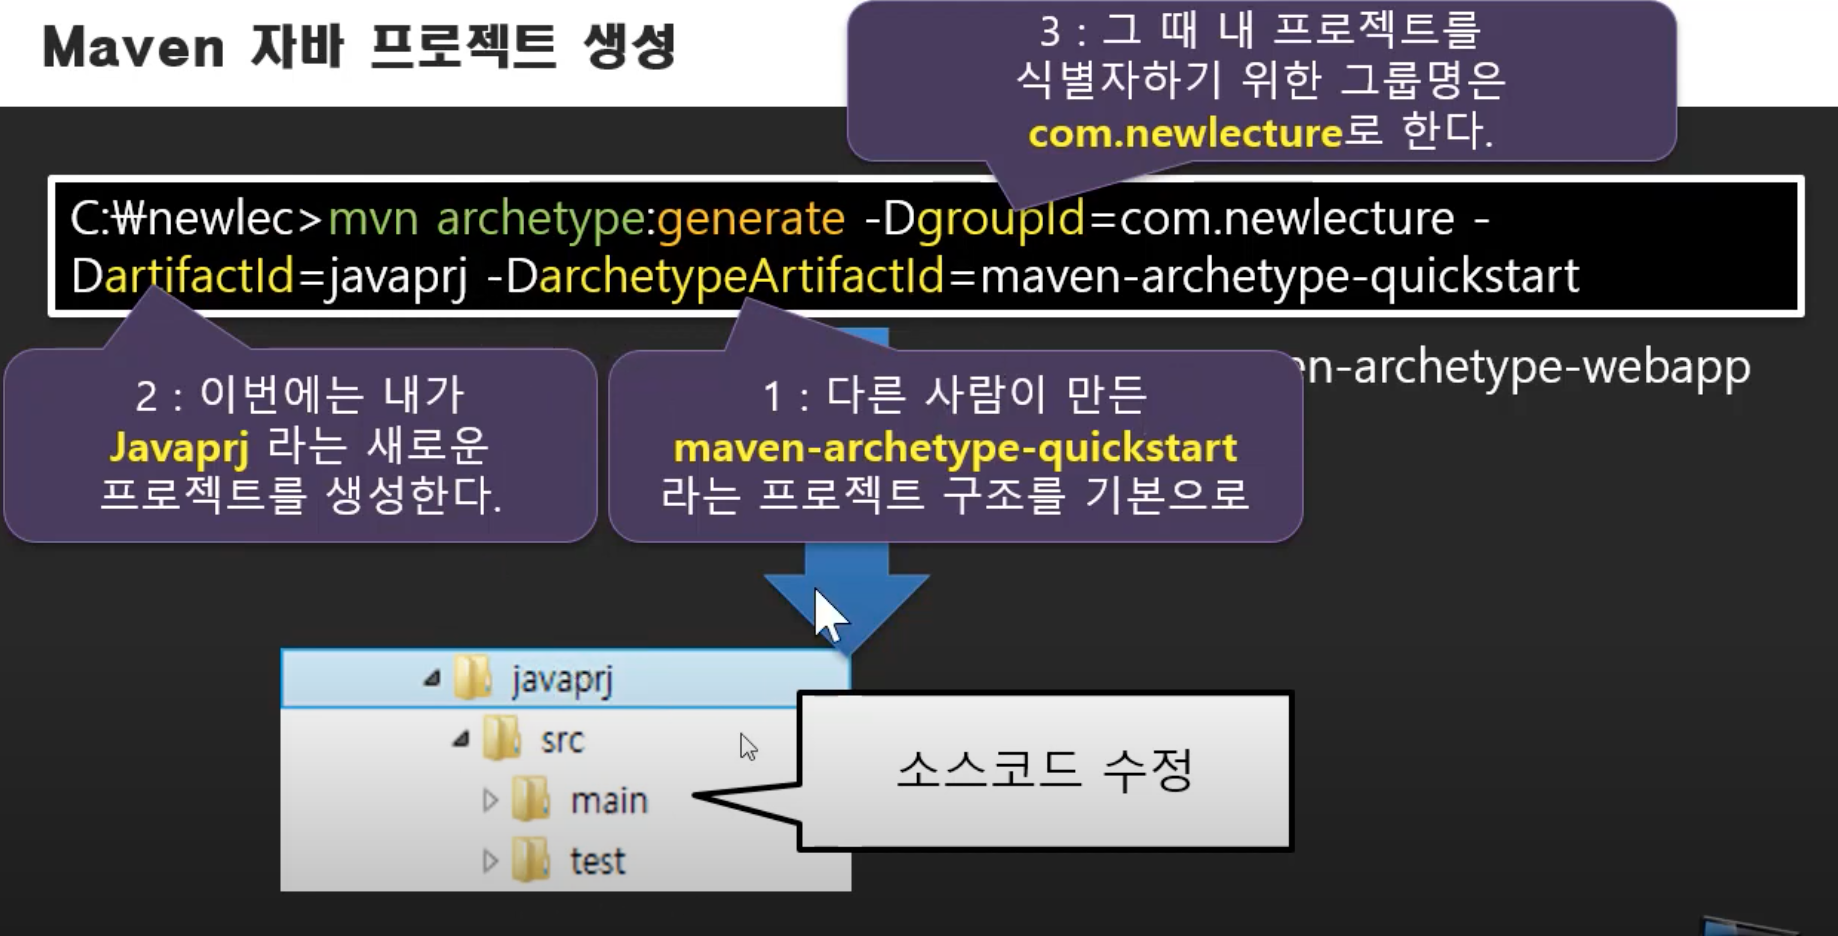 Maven 자바 프로젝트 생성
3 : 그 때 내 프로젝트를
식별자하기 위한 그룹명은
com.newlecture로 한다.
C:₩newlec>mvn archetype:generate -DgroupId=com.newlecture -
DartifactId=javaprj -DarchetypeArtifactId=maven-archetype-quickstart
en-archetype-webapp
2 : 이번에는 내가
Javaprj 라는 새로운
프로젝트를 생성한다.
1 : 다른 사람이 만든
maven-archetype-quickstart
라는 프로젝트 구조를 기본으로
javaprj
src
main
test
소스코드 수정